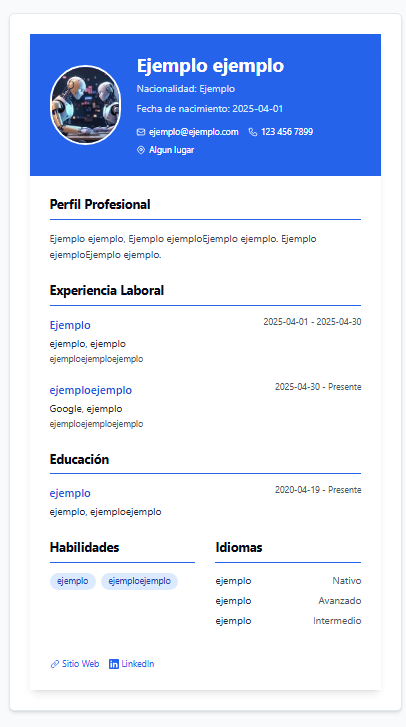 Ejemplo ejemplo
Nacionalidad: Ejemplo
Fecha de nacimiento: 2025-04-01
ejemplo@ejemplo.com 123 456 7899
Algun lugar
Perfil Profesional
Ejemplo ejemplo, Ejemplo ejemploEjemplo ejemplo. Ejemplo
ejemploEjemplo ejemplo.
Experiencia Laboral
Ejemplo 2025-04-01 - 2025-04-30
ejemplo, ejemplo
ejemploejemploejemplo
ejemploejemplo 2025-04-30 - Presente
Google, ejemplo
ejemploejemploejemplo
Educación
ejemplo 2020-04-19 - Presente
ejemplo, ejemploejemplo
Habilidades
ejemplo ejemploejemplo
Idiomas
ejemplo Nativo
ejemplo Avanzado
ejemplo Intermedio
Sitio Web LinkedIn